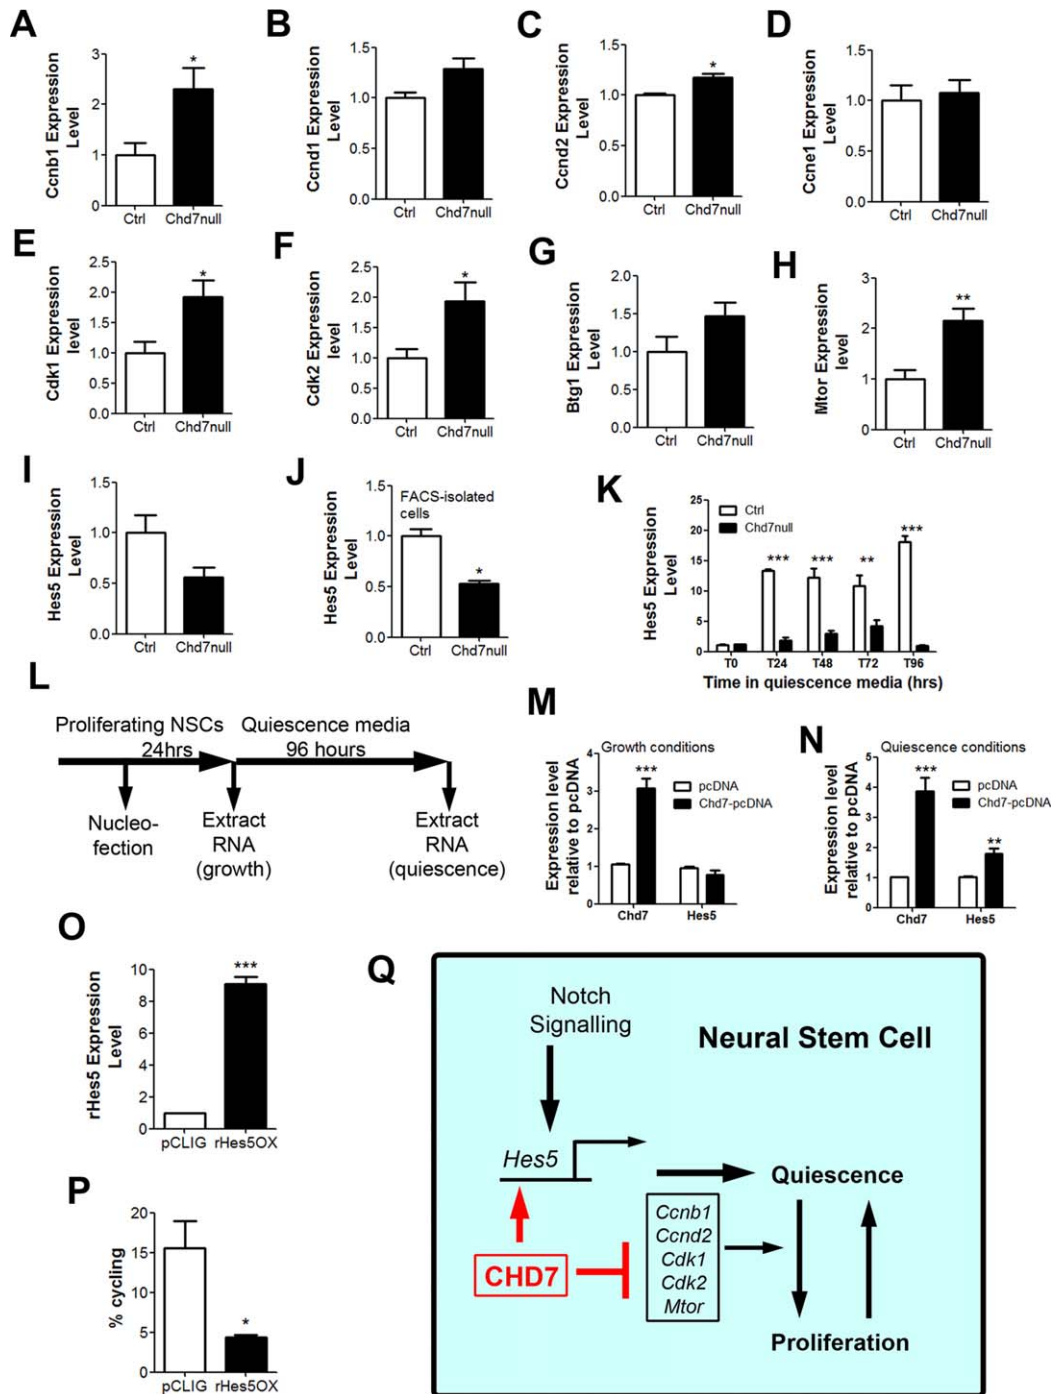 A
Ccnb1 Expression
Level
3
2
1
0
*
Ctrl
Chd7null
B
Ccnd1 Expression
Level
1.5
1.0
0.5
0.0
Ctrl
Chd7null
C
Ccnd2 Expression
Level
1.5
1.0
0.5
0.0
*
Ctrl
Chd7null
D
Ccne1 Expression
Level
1.5
1.0
0.5
0.0
Ctrl
Chd7null
E
Cdk1 Expression
level
2.5
2.0
1.5
1.0
0.5
0.0
*
Ctrl
Chd7null
F
Cdk2 Expression
level
2.5
2.0
1.5
1.0
0.5
0.0
*
Ctrl
Chd7null
G
Btg1 Expression
Level
2.0
1.5
1.0
0.5
0.0
Ctrl
Chd7null
H
Mtor Expression
level
3
2
1
0
**
Ctrl
Chd7null
I
Hes5 Expression
Level
1.5
1.0
0.5
0.0
Ctrl
Chd7null
J
Hes5 Expression
Level
1.5
1.0
0.5
0.0
FACS-isolated
cells
*
Ctrl
Chd7null
K
Hes5 Expression
Level
25
20
15
10
5
0
Ctrl
Chd7null
***
***
**
***
T0
T24
T48
T72
T96
Time in quiescence media (hrs)
L
Proliferating NSCs
24hrs
Quiescence media
96 hours
Nucleo-
fection
Extract
RNA
(growth)
Extract
RNA
(quiescence)
M
Growth conditions
Expression level
relative to pcDNA
4
3
2
1
0
***
pcDNA
Chd7-pcDNA
Chd7
Hes5
N
Quiescence conditions
Expression level
relative to pcDNA
5
4
3
2
1
0
***
**
pcDNA
Chd7-pcDNA
Chd7
Hes5
O
rHes5 Expression
Level
10
8
6
4
2
0
***
pCLIG
rHes5OX
P
% cycling
20
15
10
5
0
*
pCLIG
rHes5OX
Q
Notch
Signalling
Neural Stem Cell
Hes5
Quiescence
CHD7
Ccnb1
Ccnd2
Cdk1
Cdk2
Mtor
Proliferation